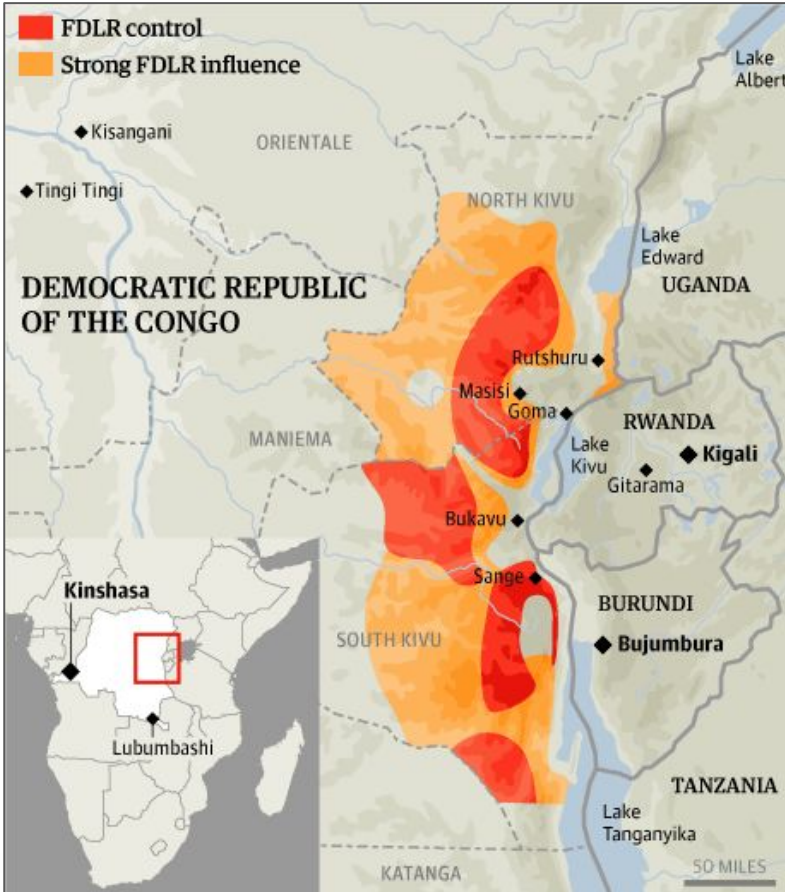 FDLR control
Strong FDLR influence
Lake
Albert
Kisangani
ORIENTALE
Tingi Tingi
NORTH KIVU
Lake
Edward
UGANDA
DEMOCRATIC REPUBLIC
OF THE CONGO
Rutshuru
Masisi
Goma
RWANDA
MANIEMA
Lake
Kivu
Kigali
Gitarama
Bukavu
Sange
Kinshasa
BURUNDI
SOUTH KIVU
Bujumbura
Lubumbashi
TANZANIA
Lake
Tanganyika
KATANGA
50 MILES